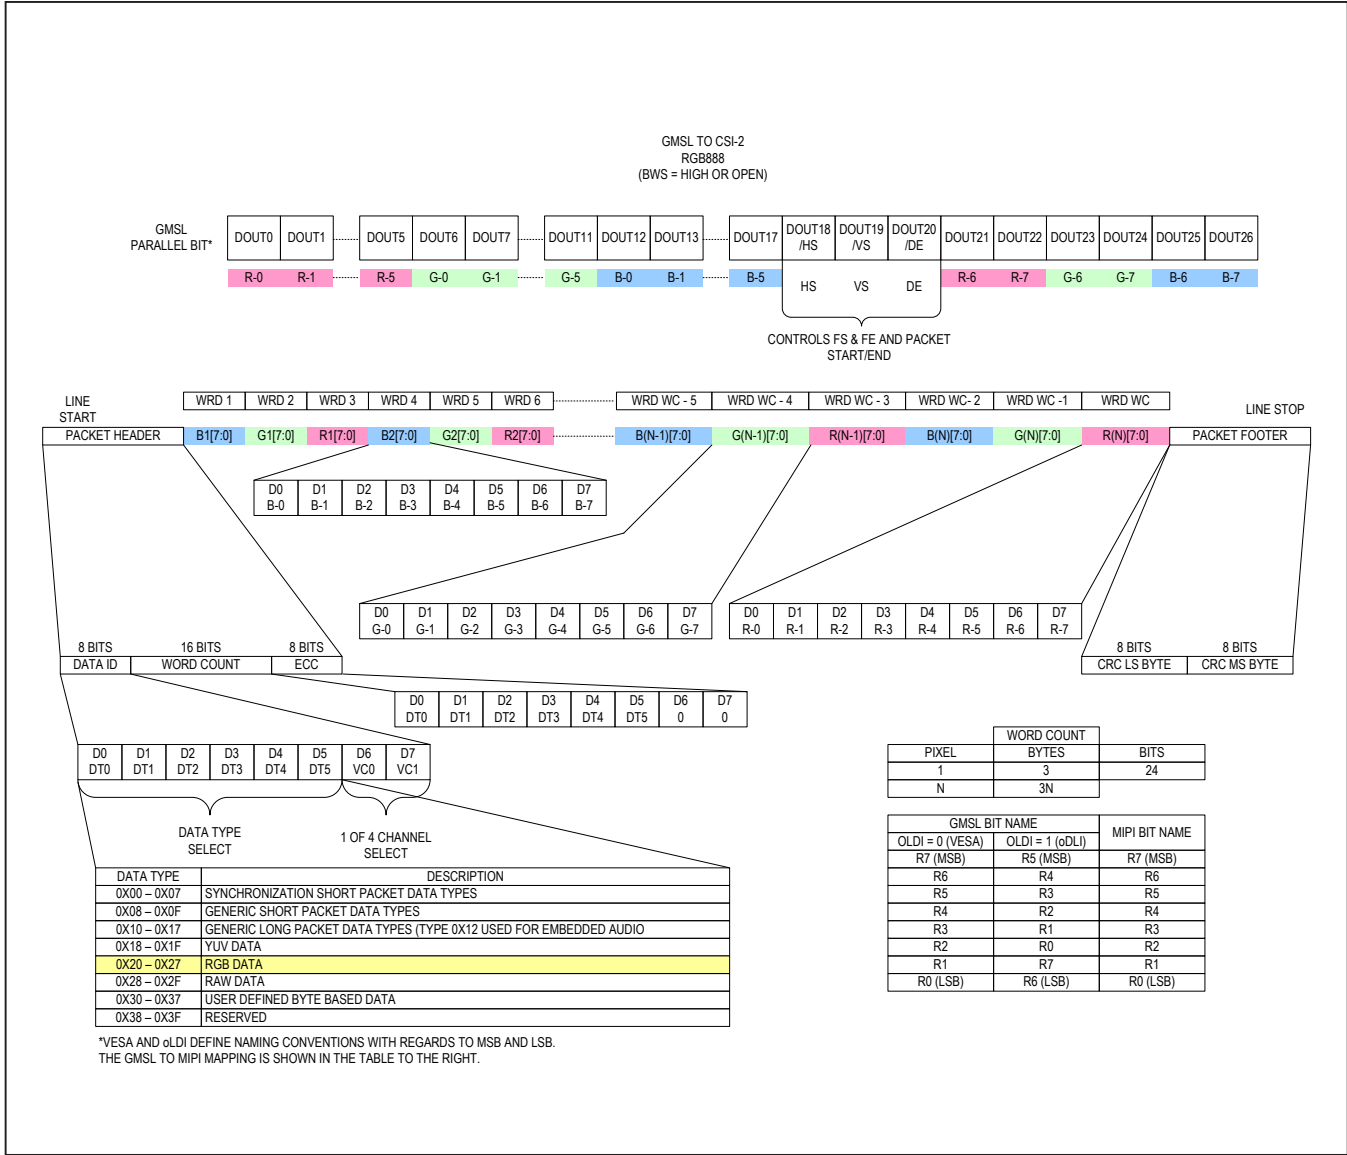 GMSL TO CSI-2
RGB888
(BWS = HIGH OR OPEN)
GMSL
PARALLEL BIT*
DOUT0 DOUT1 DOUT5 DOUT6 DOUT7 DOUT11 DOUT12 DOUT13 DOUT17 DOUT18 /HS DOUT19 /VS DOUT20 /DE DOUT21 DOUT22 DOUT23 DOUT24 DOUT25 DOUT26
R-0 R-1 R-5 G-0 G-1 G-5 B-0 B-1 B-5 HS VS DE R-6 R-7 G-6 G-7 B-6 B-7
CONTROLS FS & FE AND PACKET
START/END
LINE
START
WRD 1 WRD 2 WRD 3 WRD 4 WRD 5 WRD 6 WRD WC - 5 WRD WC - 4 WRD WC - 3 WRD WC- 2 WRD WC -1 WRD WC
LINE STOP
PACKET HEADER B1[7:0] G1[7:0] R1[7:0] B2[7:0] G2[7:0] R2[7:0] B(N-1)[7:0] G(N-1)[7:0] R(N-1)[7:0] B(N)[7:0] G(N)[7:0] R(N)[7:0] PACKET FOOTER
D0 D1 D2 D3 D4 D5 D6 D7
B-0 B-1 B-2 B-3 B-4 B-5 B-6 B-7
D0 D1 D2 D3 D4 D5 D6 D7
G-0 G-1 G-2 G-3 G-4 G-5 G-6 G-7
D0 D1 D2 D3 D4 D5 D6 D7
R-0 R-1 R-2 R-3 R-4 R-5 R-6 R-7
8 BITS 16 BITS 8 BITS
DATA ID WORD COUNT ECC
8 BITS 8 BITS
CRC LS BYTE CRC MS BYTE
D0 D1 D2 D3 D4 D5 D6 D7
DT0 DT1 DT2 DT3 DT4 DT5 0 0
D0 D1 D2 D3 D4 D5 D6 D7
DT0 DT1 DT2 DT3 DT4 DT5 VC0 VC1
DATA TYPE
SELECT
1 OF 4 CHANNEL
SELECT
DATA TYPE DESCRIPTION
0X00 – 0X07 SYNCHRONIZATION SHORT PACKET DATA TYPES
0X08 – 0X0F GENERIC SHORT PACKET DATA TYPES
0X10 – 0X17 GENERIC LONG PACKET DATA TYPES (TYPE 0X12 USED FOR EMBEDDED AUDIO
0X18 – 0X1F YUV DATA
0X20 – 0X27 RGB DATA
0X28 – 0X2F RAW DATA
0X30 – 0X37 USER DEFINED BYTE BASED DATA
0X38 – 0X3F RESERVED
*VESA AND oLDI DEFINE NAMING CONVENTIONS WITH REGARDS TO MSB AND LSB.
THE GMSL TO MIPI MAPPING IS SHOWN IN THE TABLE TO THE RIGHT.
WORD COUNT
PIXEL BYTES BITS
1 3 24
N 3N
GMSL BIT NAME MIPI BIT NAME
OLDI = 0 (VESA) OLDI = 1 (oDLI)
R7 (MSB) R5 (MSB) R7 (MSB)
R6 R4 R6
R5 R3 R5
R4 R2 R4
R3 R1 R3
R2 R0 R2
R1 R7 R1
R0 (LSB) R6 (LSB) R0 (LSB)